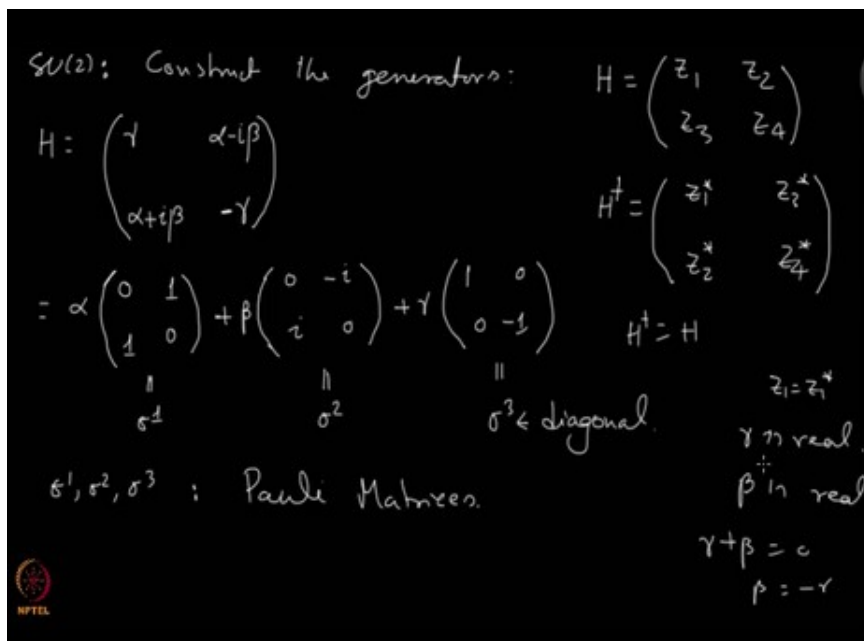 SU(2): Construct the generators:
H = ( γ α-iβ
α+iβ -γ )
= α ( 0 1
1 0 ) + β ( 0 -i
i 0 ) + γ ( 1 0
0 -1 )
|| || ||
σ¹ σ² σ³ ← diagonal.
σ¹, σ², σ³ : Pauli Matrices.
H = ( z₁ z₂
z₃ z₄ )
H† = ( z₁* z₂*
z₂* z₄* )
H† = H
z₁ = z₁*
γ is real.
β is real
γ+β = 0
β = -γ
NPTEL